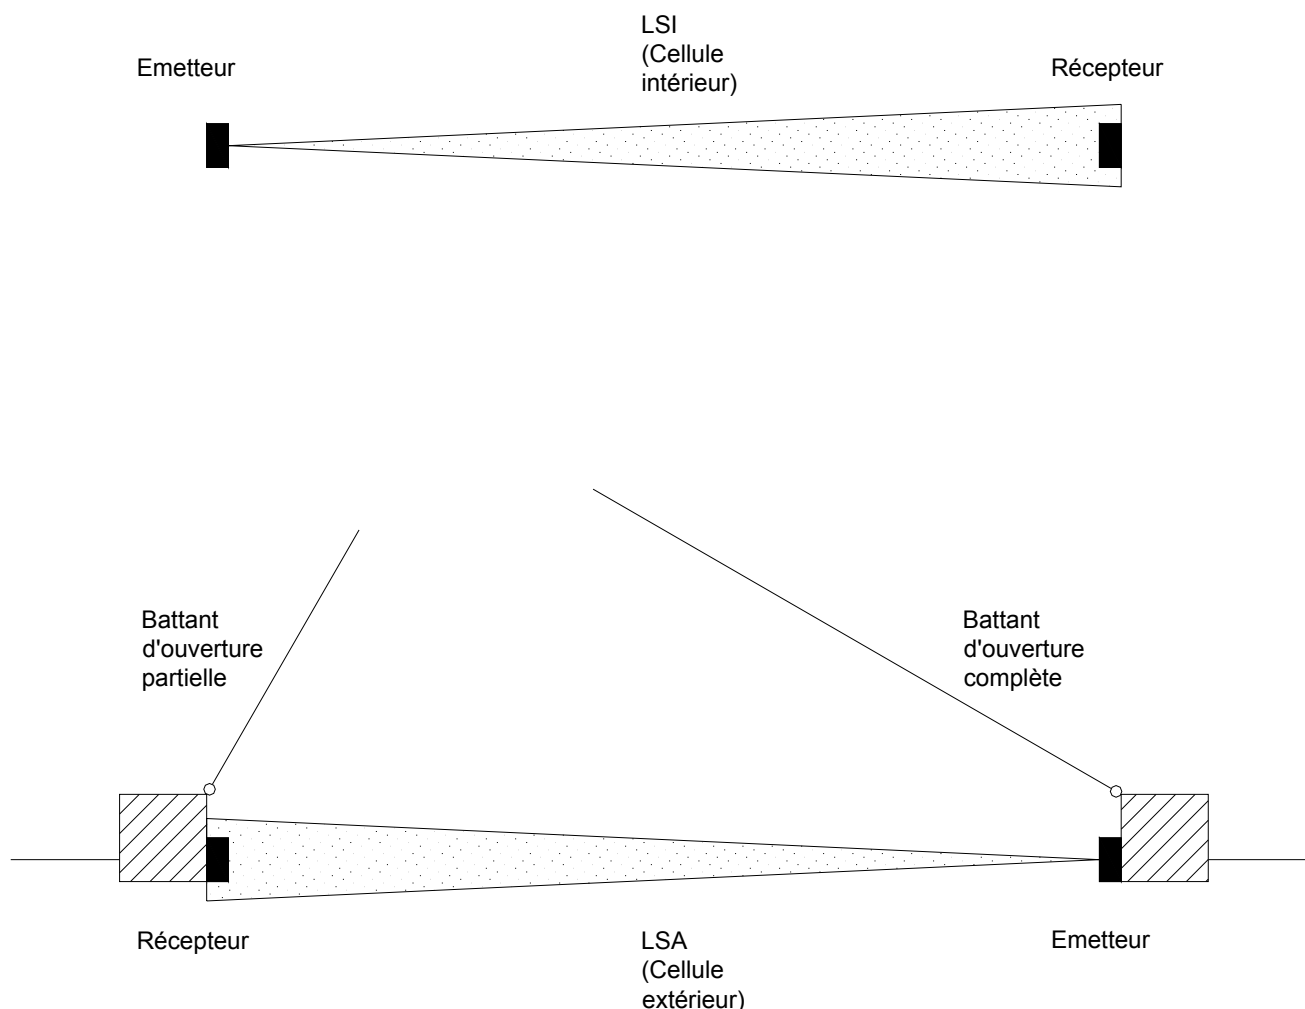 LSI
(Cellule
intérieur)
Emetteur
Récepteur
Battant
d'ouverture
partielle
Battant
d'ouverture
complète
Récepteur
LSA
(Cellule
extérieur)
Emetteur